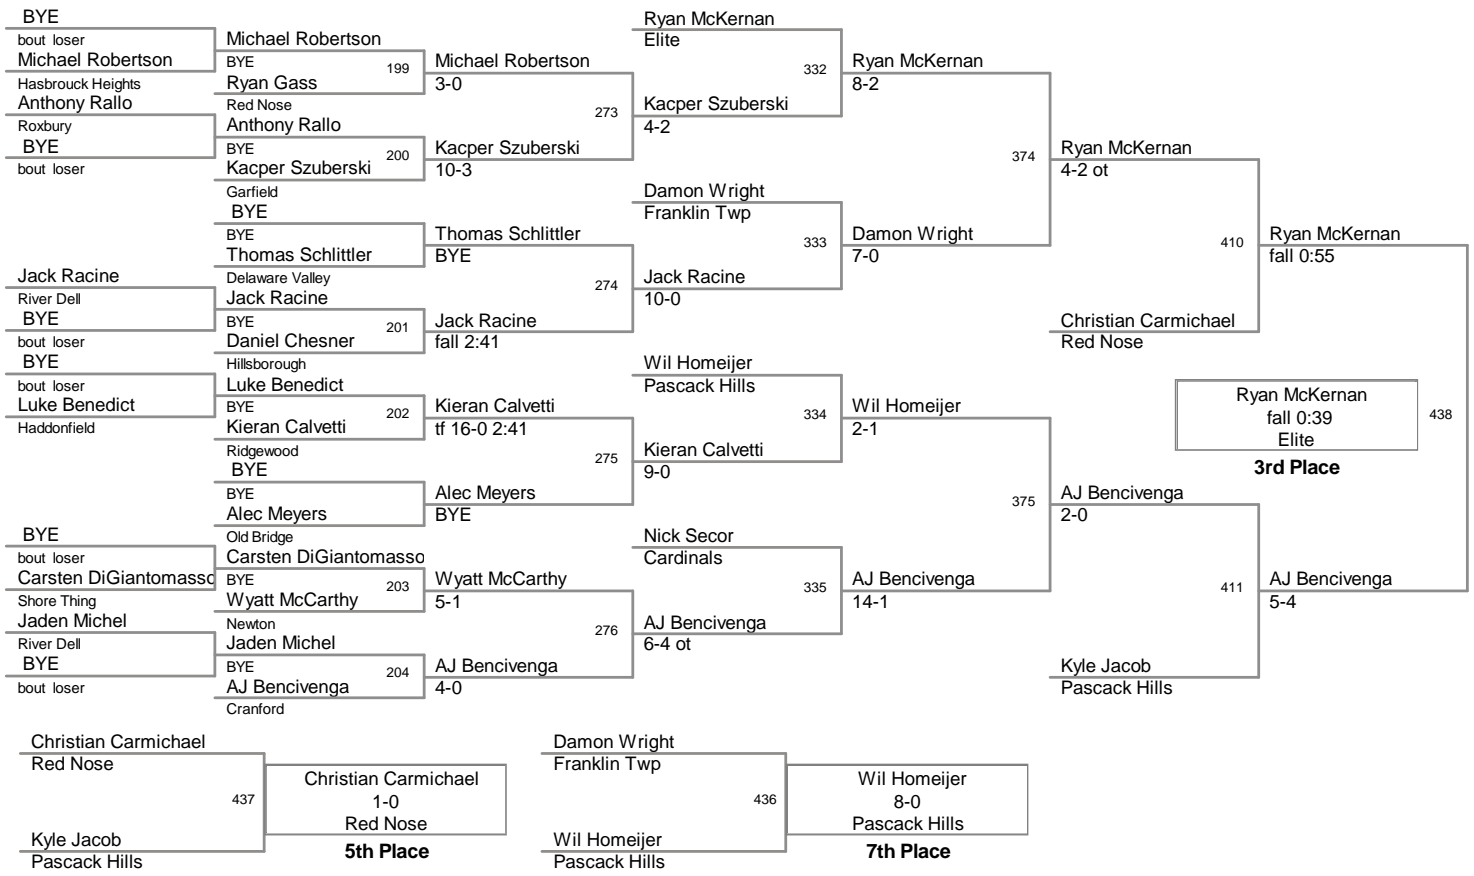 BYE
bout loser
Michael Robertson
Hasbrouck Heights
Anthony Rallo
Roxbury
BYE
bout loser
Jack Racine
River Dell
BYE
bout loser
BYE
bout loser
Luke Benedict
Haddonfield
BYE
bout loser
Carsten DiGiantomasso
Shore Thing
Jaden Michel
River Dell
BYE
bout loser
Michael Robertson
BYE
199
Ryan Gass
Red Nose
Anthony Rallo
BYE
200
Kacper Szuberski
Garfield
BYE
BYE
Thomas Schlittler
Delaware Valley
Jack Racine
BYE
201
Daniel Chesner
Hillsborough
Luke Benedict
BYE
202
Kieran Calvetti
Ridgewood
BYE
BYE
Alec Meyers
Old Bridge
Carsten DiGiantomasso
BYE
203
Wyatt McCarthy
Newton
Jaden Michel
BYE
204
AJ Bencivenga
Cranford
Michael Robertson
3-0
273
Kacper Szuberski
10-3
Thomas Schlittler
BYE
274
Jack Racine
fall 2:41
Kieran Calvetti
tf 16-0 2:41
275
Alec Meyers
BYE
Wyatt McCarthy
5-1
276
AJ Bencivenga
4-0
Ryan McKernan
Elite
332
Kacper Szuberski
4-2
Damon Wright
Franklin Twp
333
Jack Racine
10-0
Wil Homeijer
Pascack Hills
334
Kieran Calvetti
9-0
Nick Secor
Cardinals
335
AJ Bencivenga
6-4 ot
Ryan McKernan
8-2
374
Damon Wright
7-0
Wil Homeijer
2-1
375
AJ Bencivenga
14-1
Ryan McKernan
4-2 ot
410
Christian Carmichael
Red Nose
AJ Bencivenga
2-0
411
Kyle Jacob
Pascack Hills
Ryan McKernan
fall 0:55
Ryan McKernan
fall 0:39
Elite
438
3rd Place
AJ Bencivenga
5-4
Christian Carmichael
Red Nose
437
Kyle Jacob
Pascack Hills
Christian Carmichael
1-0
Red Nose
5th Place
Damon Wright
Franklin Twp
436
Wil Homeijer
Pascack Hills
Wil Homeijer
8-0
Pascack Hills
7th Place